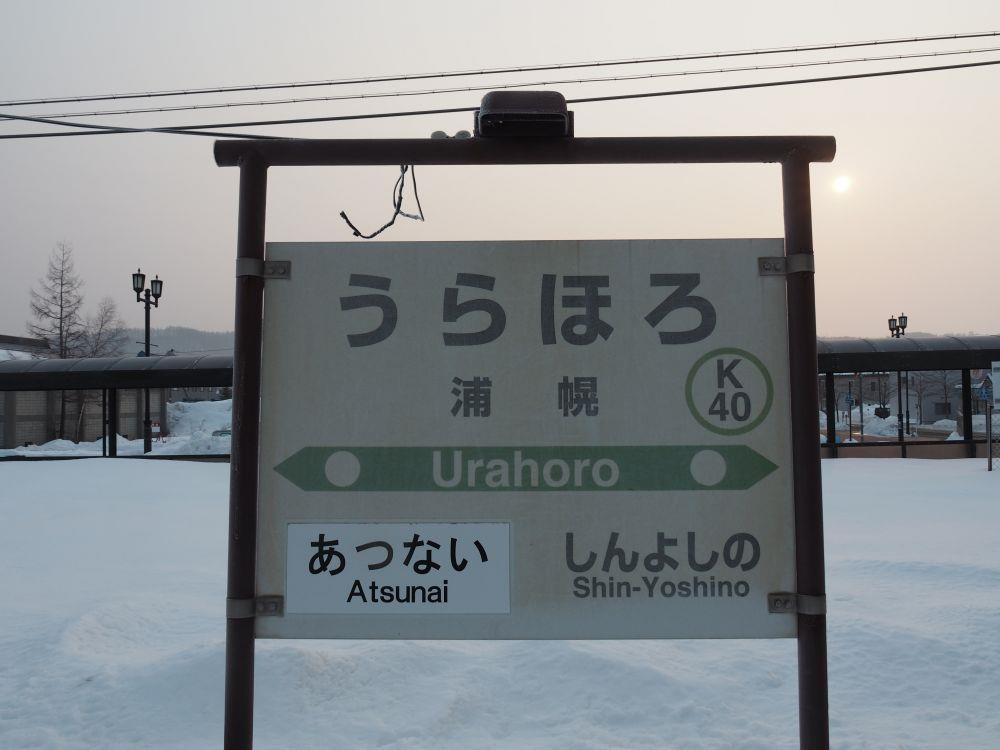 うらほろ
浦幌
K
40
Urahoro
あつない
Atsunai
しんよしの
Shin-Yoshino